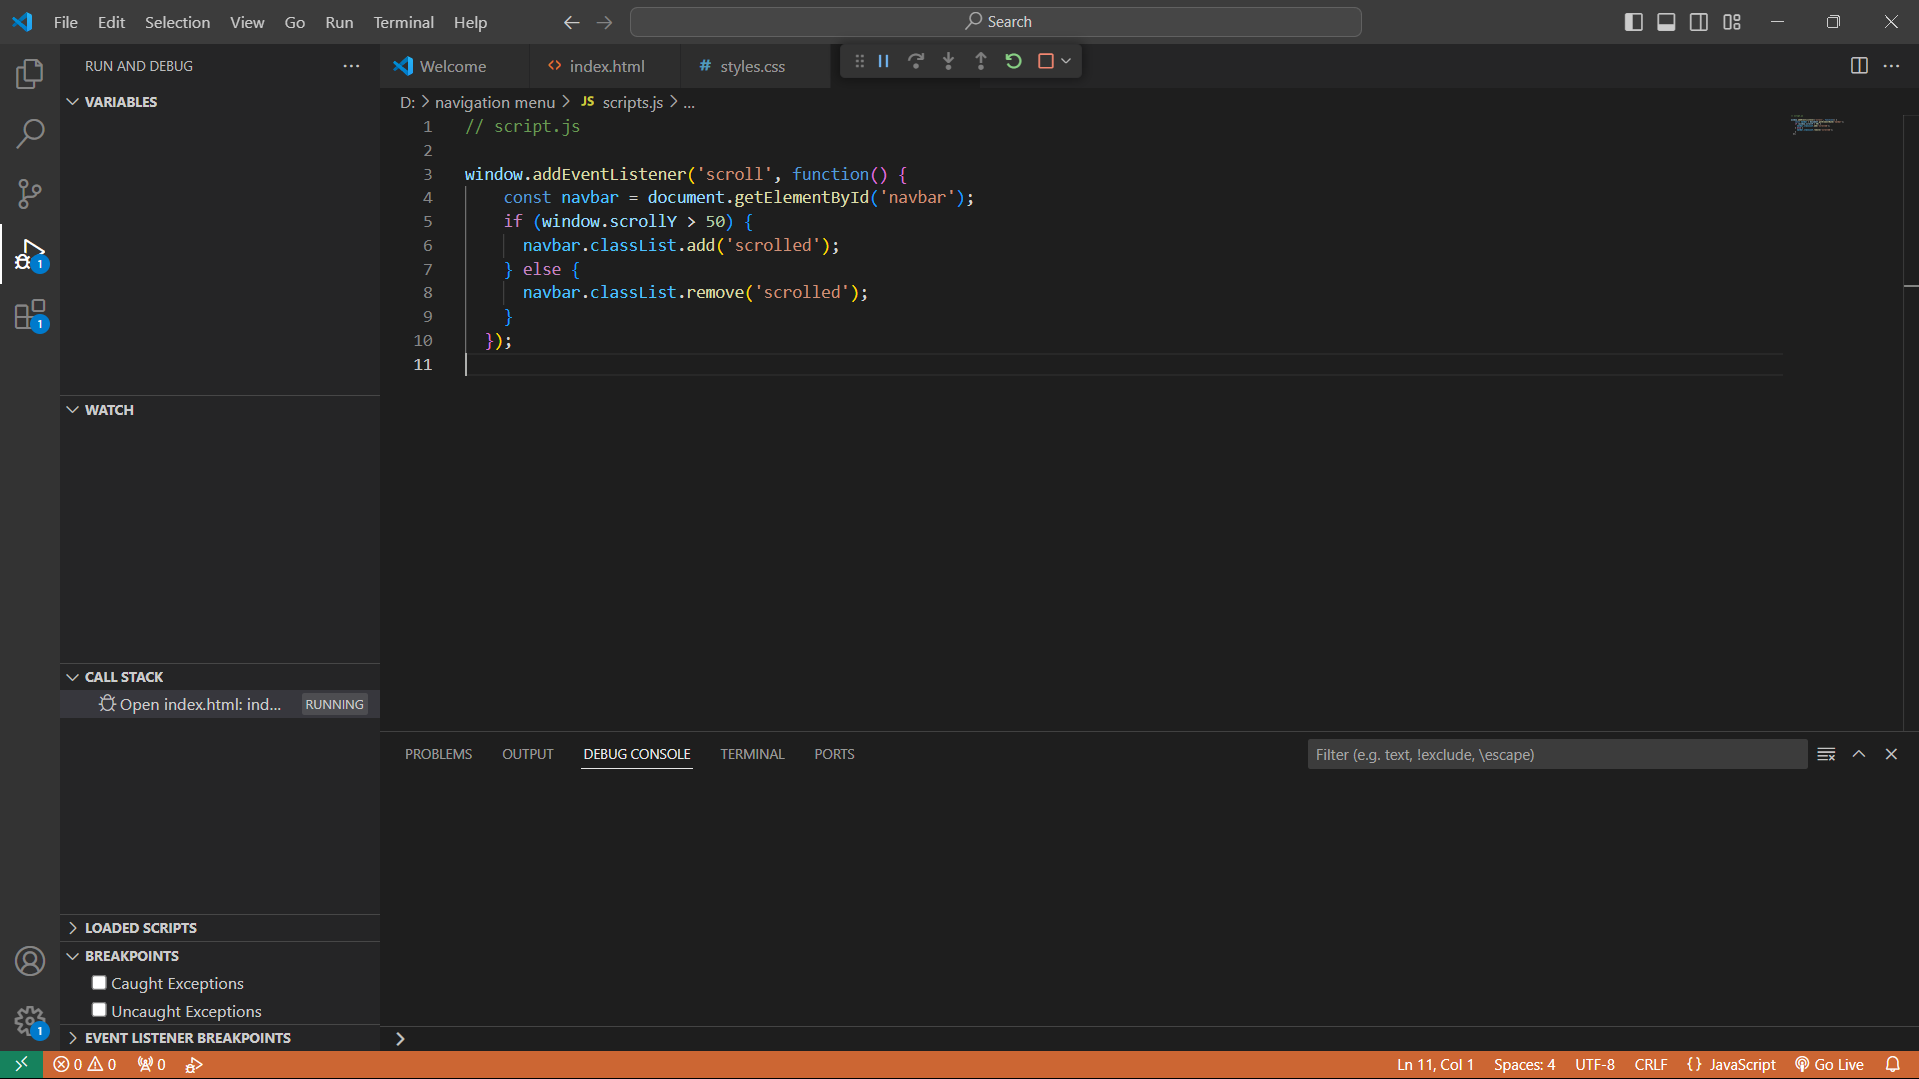 File Edit Selection View Go Run Terminal Help
Search
RUN AND DEBUG
VARIABLES
WATCH
CALL STACK
Open index.html: ind... RUNNING
LOADED SCRIPTS
BREAKPOINTS
Caught Exceptions
Uncaught Exceptions
EVENT LISTENER BREAKPOINTS
1
1
1
Welcome <> index.html # styles.css
D: > navigation menu > JS scripts.js > ...
1 // script.js
2
3 window.addEventListener('scroll', function() {
4 const navbar = document.getElementById('navbar');
5 if (window.scrollY > 50) {
6 navbar.classList.add('scrolled');
7 } else {
8 navbar.classList.remove('scrolled');
9 }
10 });
11
PROBLEMS OUTPUT DEBUG CONSOLE TERMINAL PORTS Filter (e.g. text, !exclude, \escape)
>
0 0 0 Ln 11, Col 1 Spaces: 4 UTF-8 CRLF {} JavaScript Go Live